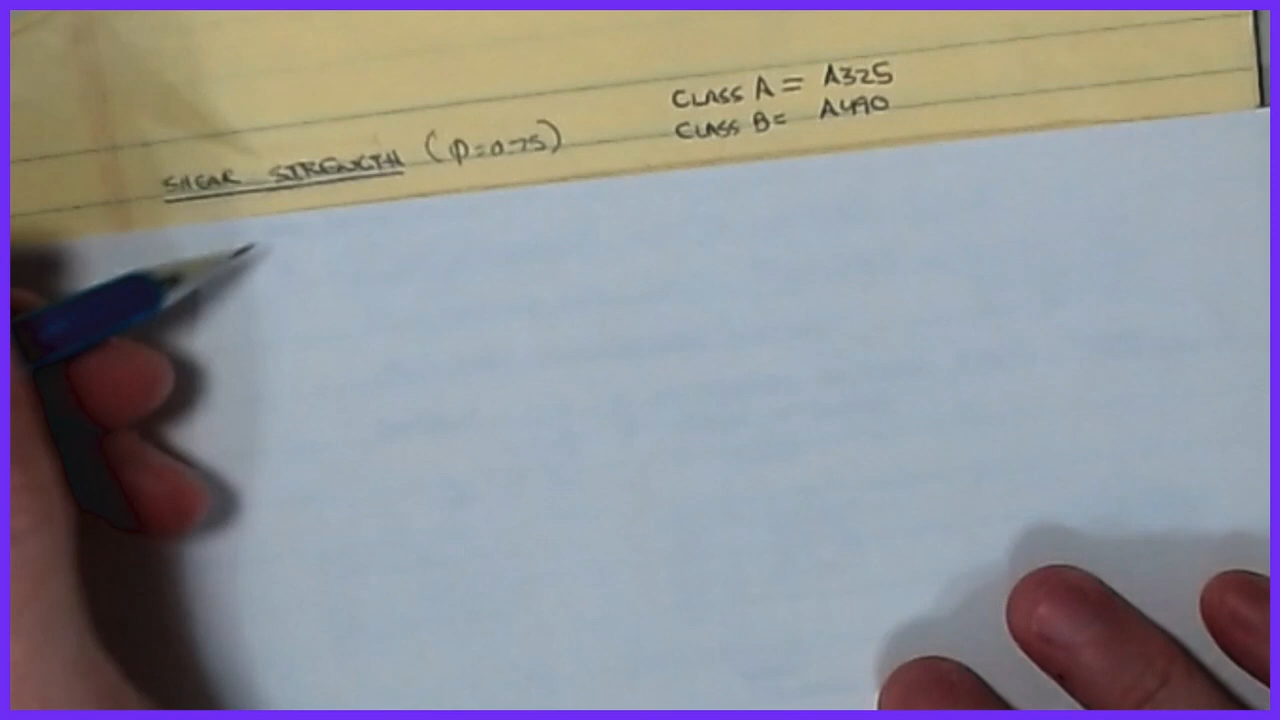 CLASS A = A325
CLASS B = A490
SHEAR STRENGTH (φ=0.75)